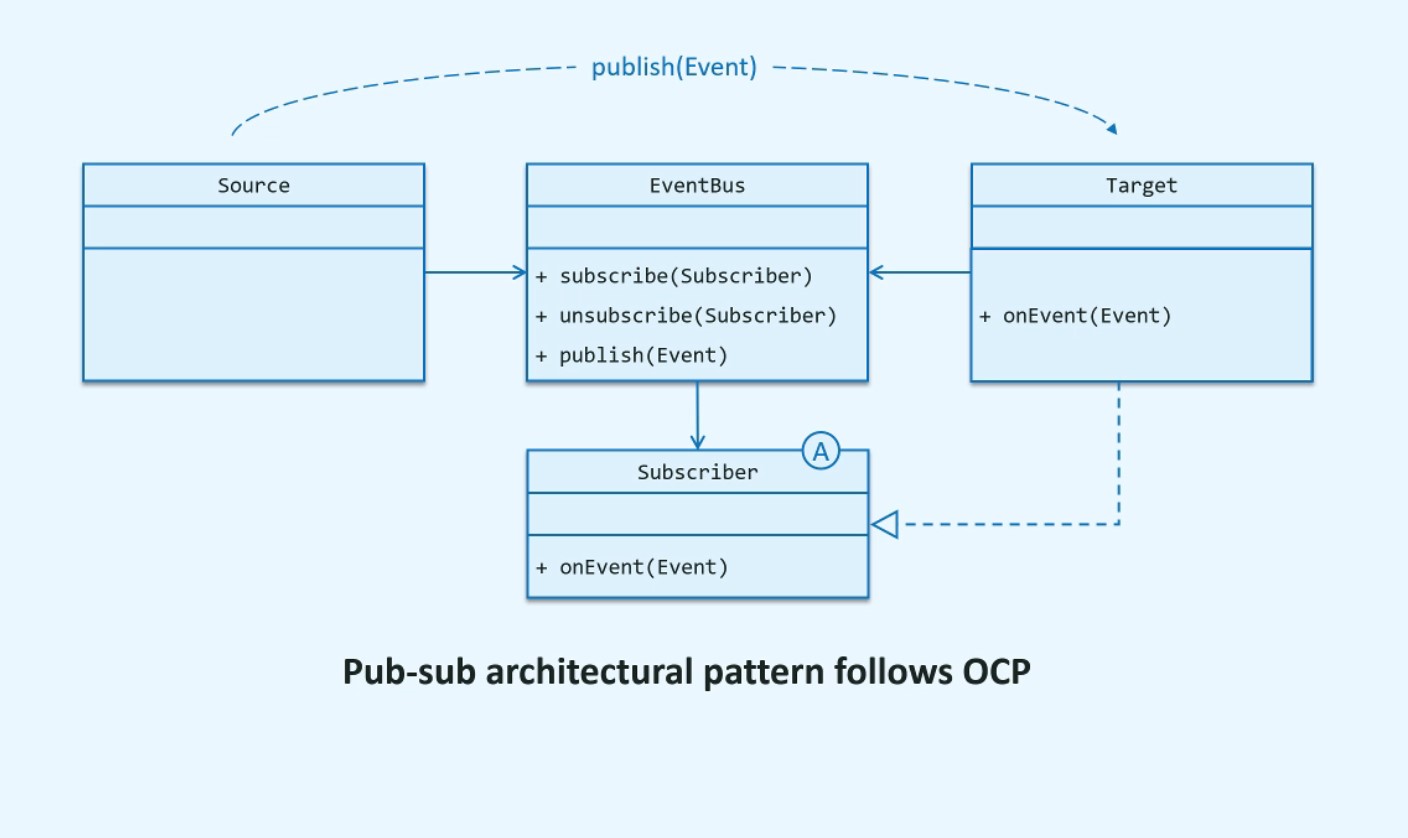 publish(Event)
Source
EventBus
Target
+ subscribe(Subscriber)
+ unsubscribe(Subscriber)
+ publish(Event)
+ onEvent(Event)
A
Subscriber
+ onEvent(Event)
Pub-sub architectural pattern follows OCP